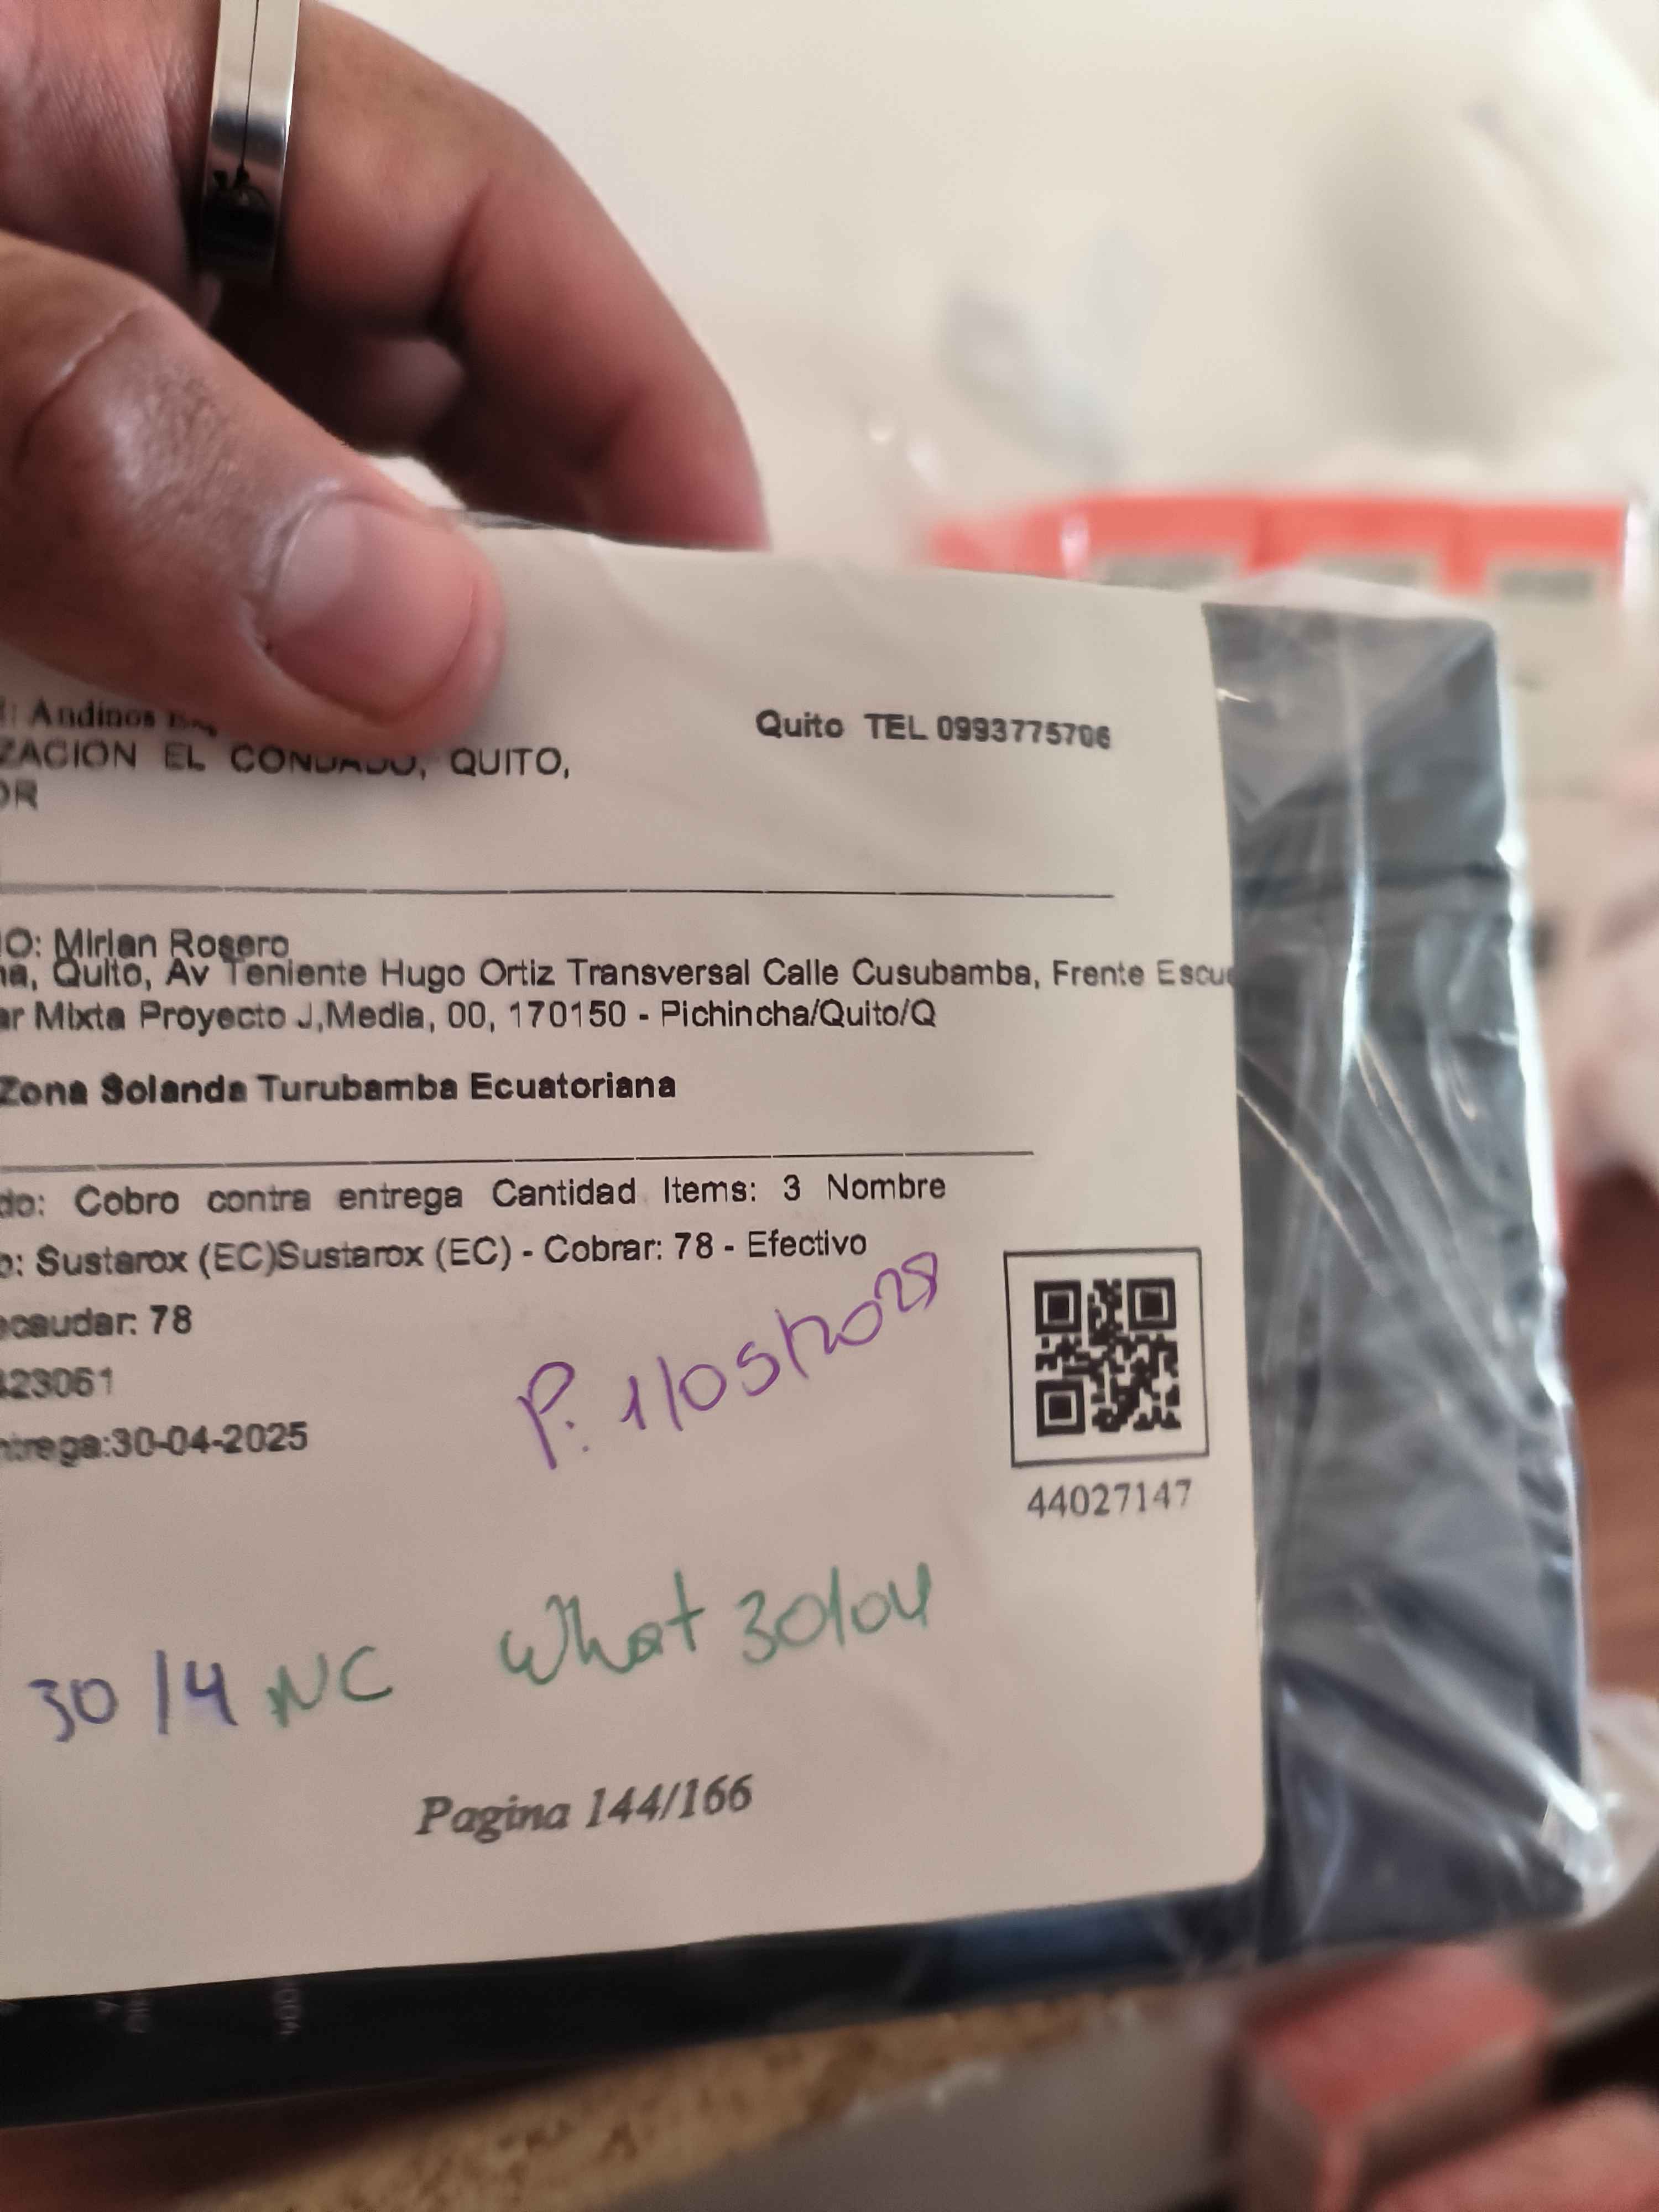 : Andinos
Quito TEL 0993775706
ZACION EL CONDADO, QUITO,
OR
IO: Mirian Rosero
na, Quito, Av Teniente Hugo Ortiz Transversal Calle Cusubamba, Frente Escue
ar Mixta Proyecto J,Media, 00, 170150 - Pichincha/Quito/Q
Zona Solanda Turubamba Ecuatoriana
do: Cobro contra entrega Cantidad Items: 3 Nombre
o: Sustarox (EC)Sustarox (EC) - Cobrar: 78 - Efectivo
ecaudar: 78
23061
ntrega:30-04-2025
P. 1/05/2025
44027147
30/4 NC What 30/04
Pagina 144/166